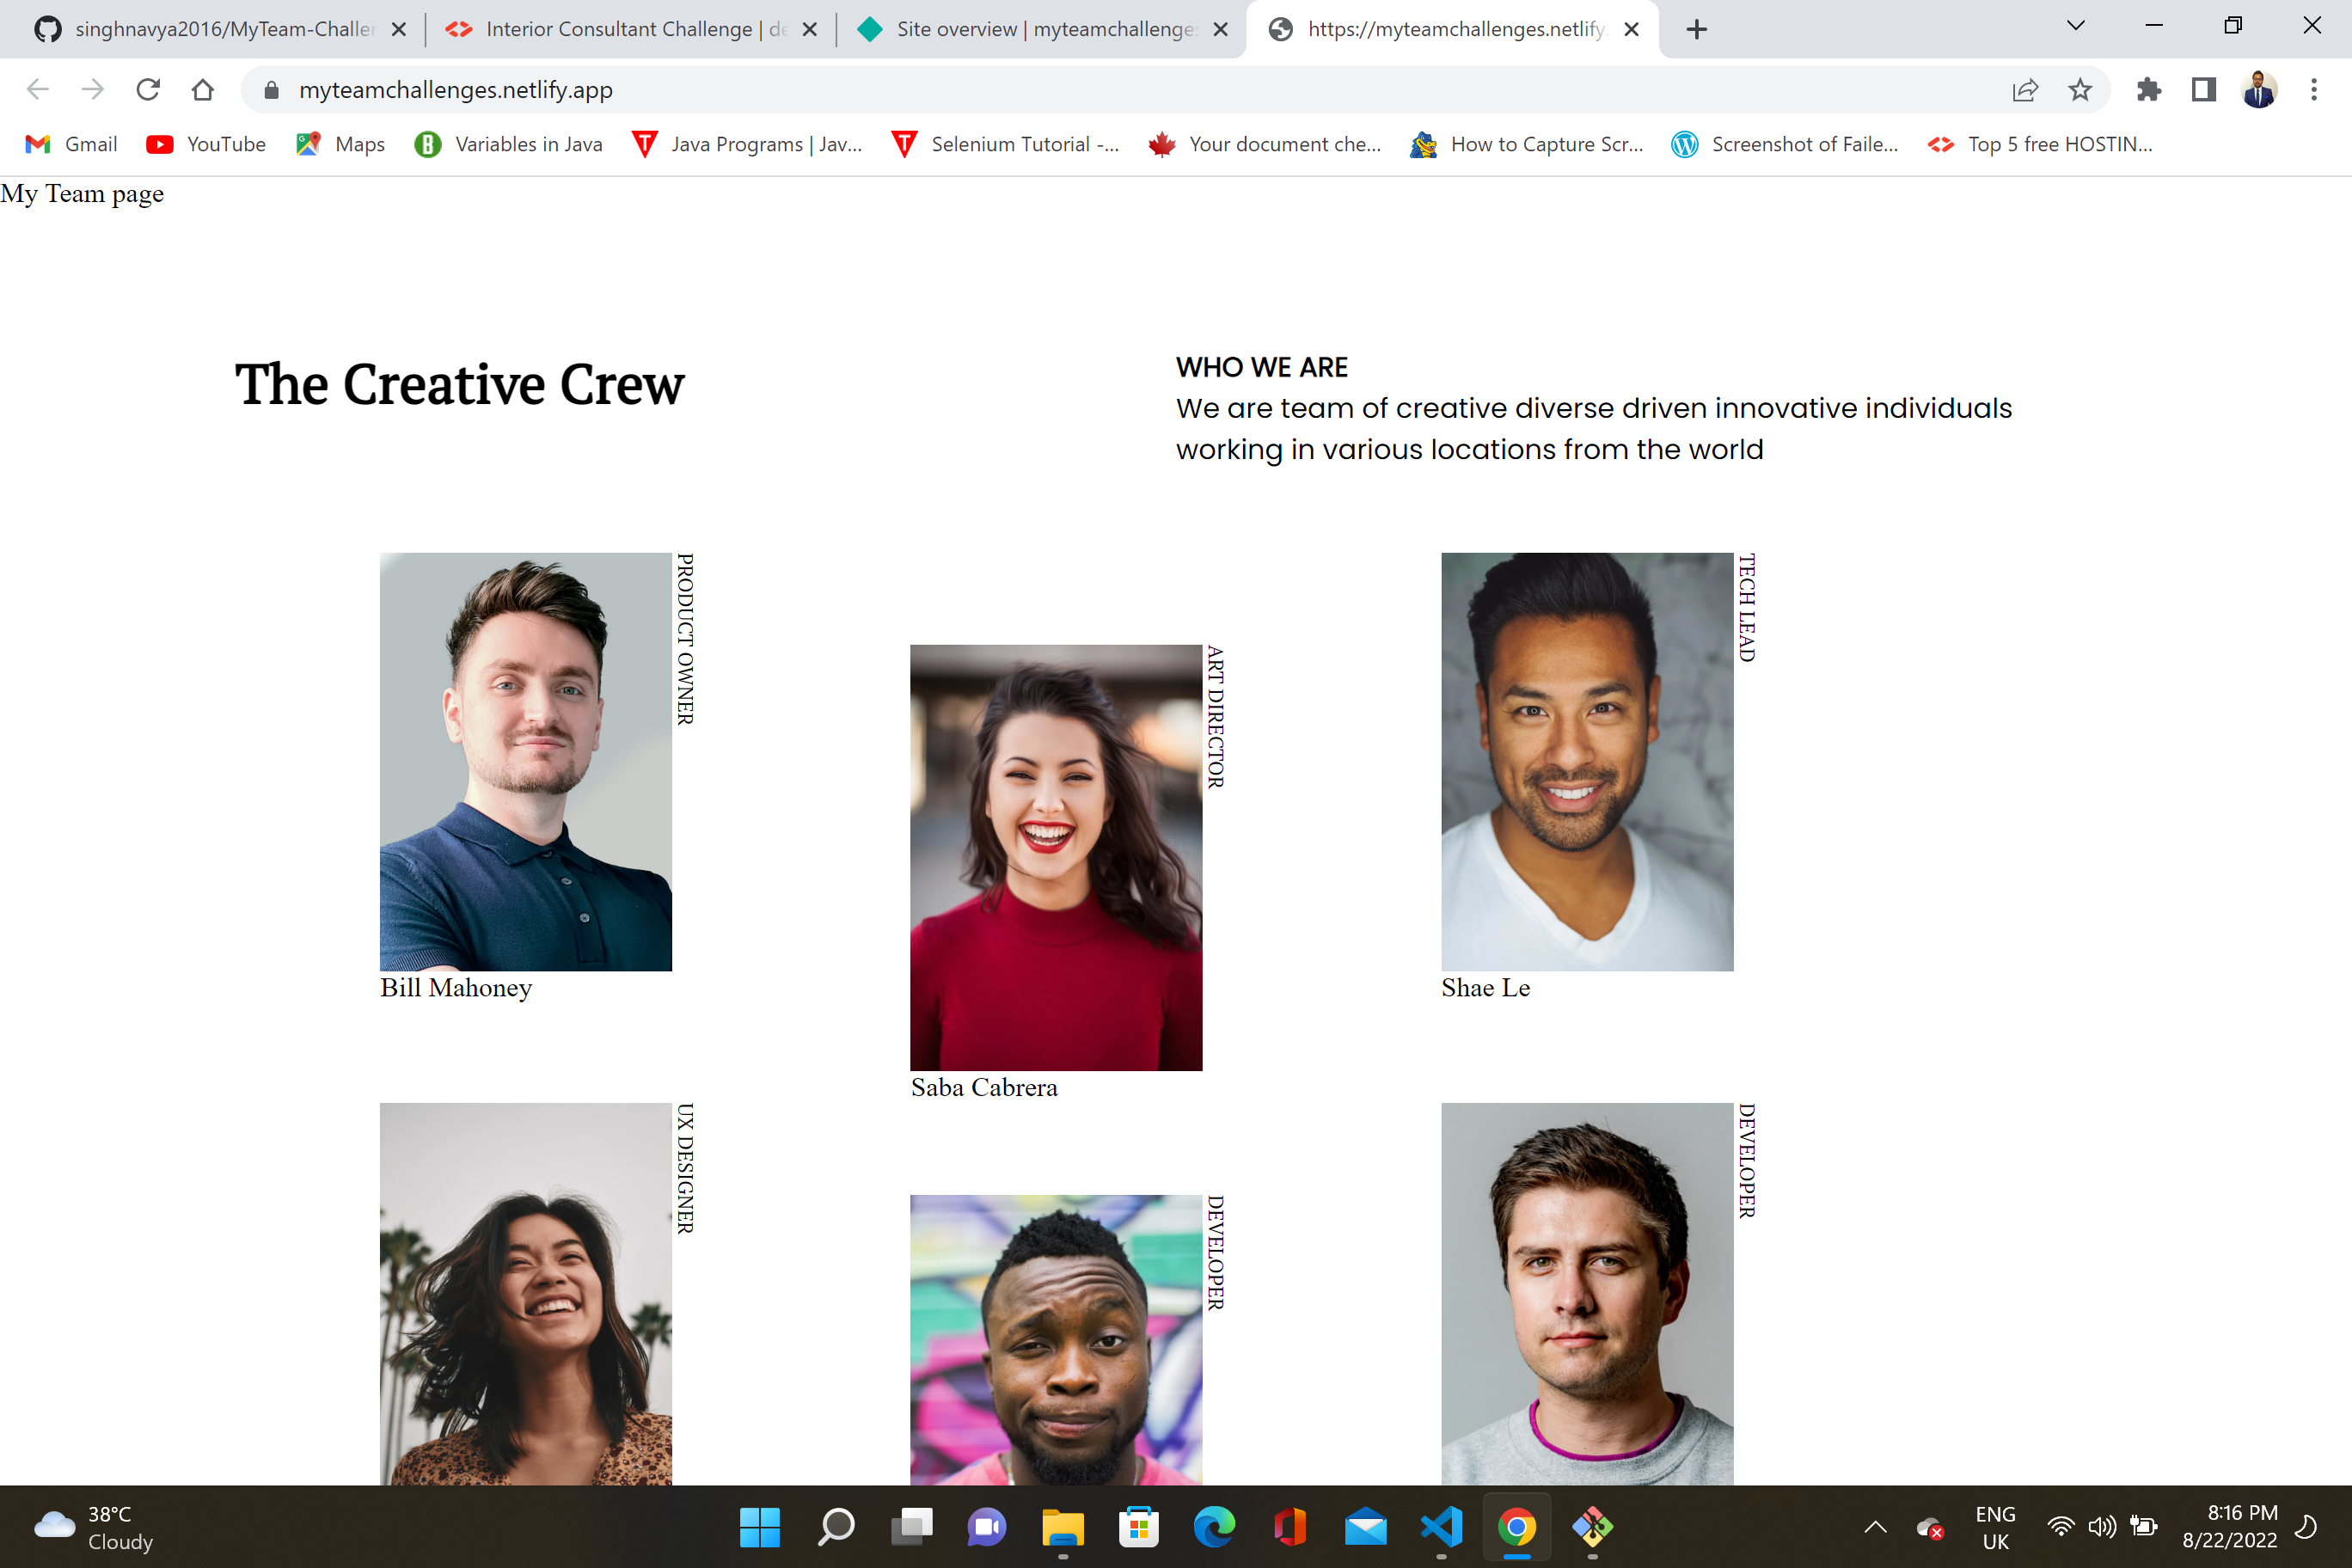 singhnavya2016/MyTeam-Challer
Interior Consultant Challenge | de
Site overview | myteamchallenges
https://myteamchallenges.netlify.
myteamchallenges.netlify.app
Gmail
YouTube
Maps
Variables in Java
Java Programs | Jav...
Selenium Tutorial -...
Your document che...
How to Capture Scr...
Screenshot of Faile...
Top 5 free HOSTIN...
My Team page
The Creative Crew
WHO WE ARE
We are team of creative diverse driven innovative individuals
working in various locations from the world
PRODUCT OWNER
Bill Mahoney
ART DIRECTOR
Saba Cabrera
TECH LEAD
Shae Le
UX DESIGNER
DEVELOPER
DEVELOPER
38°C
Cloudy
ENG
UK
8:16 PM
8/22/2022